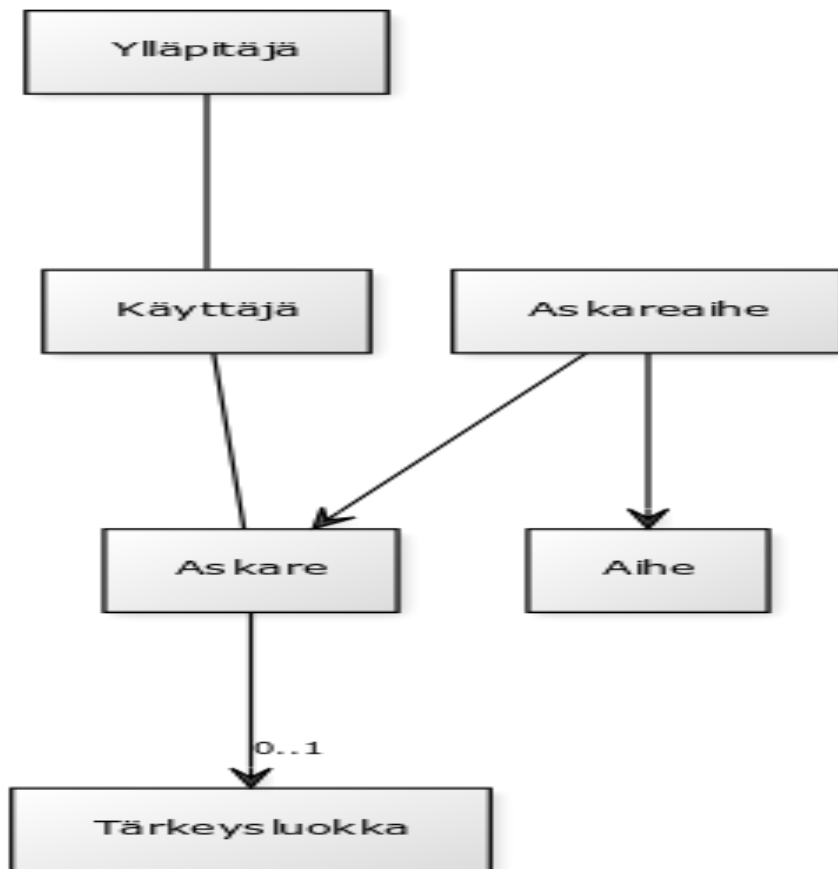 Ylläpitäjä
Käyttäjä
Askareaihe
Askare
Aihe
0..1
Tärkeysluokka